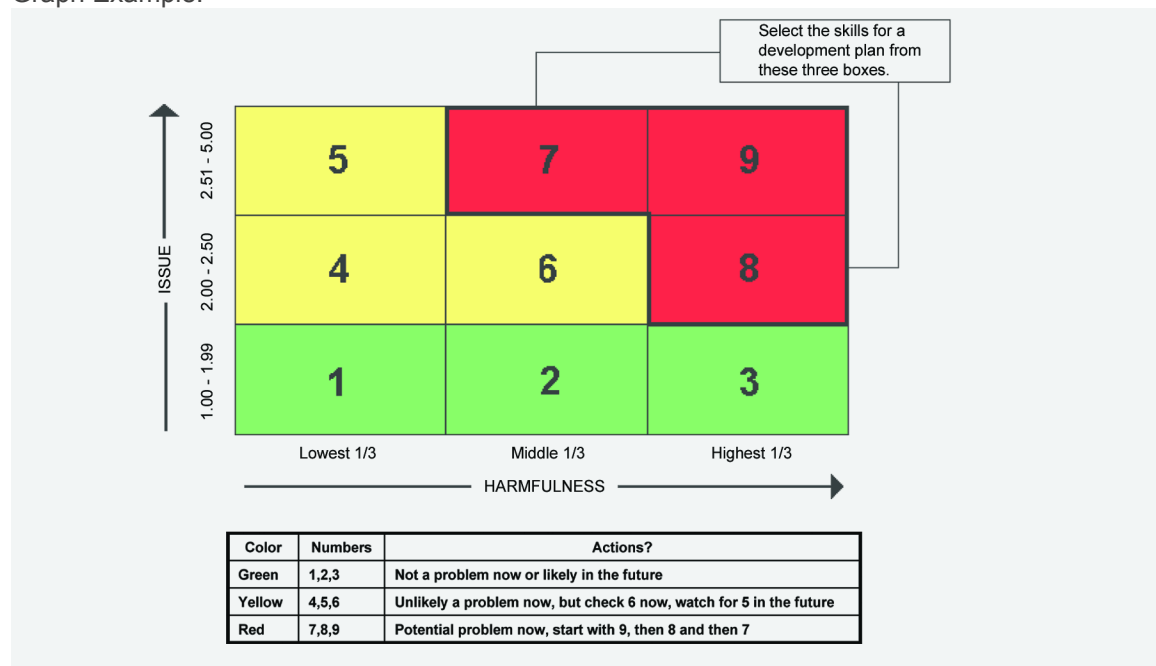 Graph Example:
Select the skills for a
development plan from
these three boxes.
ISSUE
2.51 - 5.00
5
7
9
2.00 - 2.50
4
6
8
1.00 - 1.99
1
2
3
Lowest 1/3
Middle 1/3
Highest 1/3
HARMFULNESS
Color Numbers Actions?
Green 1,2,3 Not a problem now or likely in the future
Yellow 4,5,6 Unlikely a problem now, but check 6 now, watch for 5 in the future
Red 7,8,9 Potential problem now, start with 9, then 8 and then 7